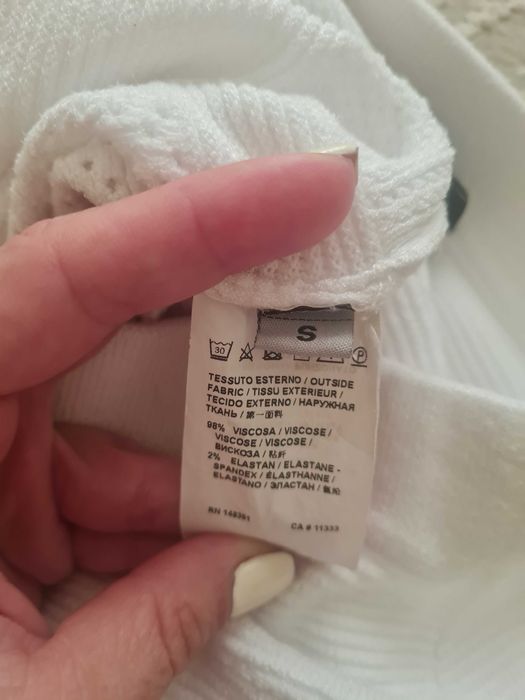 S
30
P
TESSUTO ESTERNO / OUTSIDE
FABRIC / TISSU EXTERIEUR /
TECIDO EXTERNO / НАРУЖНАЯ
ТКАНЬ / 第一面料
98% VISCOSA / VISCOSE /
VISCOSE / VISCOSE /
ВИСКОЗА / 粘纤
2% ELASTAN / ELASTANE -
SPANDEX / ÉLASTHANNE /
ELASTANO / ЭЛАСТАН / 氨纶
RN 149391
CA # 11333